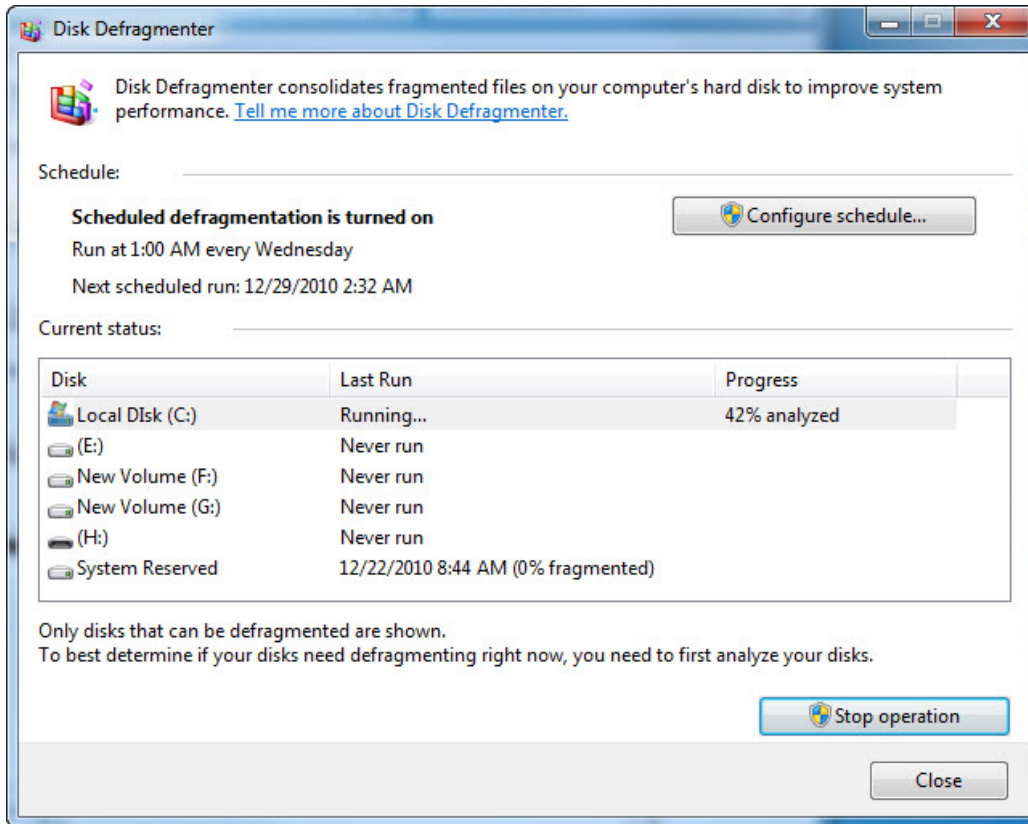 Disk Defragmenter
Disk Defragmenter consolidates fragmented files on your computer's hard disk to improve system
performance. Tell me more about Disk Defragmenter.
Schedule:
Scheduled defragmentation is turned on
Configure schedule...
Run at 1:00 AM every Wednesday
Next scheduled run: 12/29/2010 2:32 AM
Current status:
Disk Last Run Progress
Local DIsk (C:) Running... 42% analyzed
(E:) Never run
New Volume (F:) Never run
New Volume (G:) Never run
(H:) Never run
System Reserved 12/22/2010 8:44 AM (0% fragmented)
Only disks that can be defragmented are shown.
To best determine if your disks need defragmenting right now, you need to first analyze your disks.
Stop operation
Close